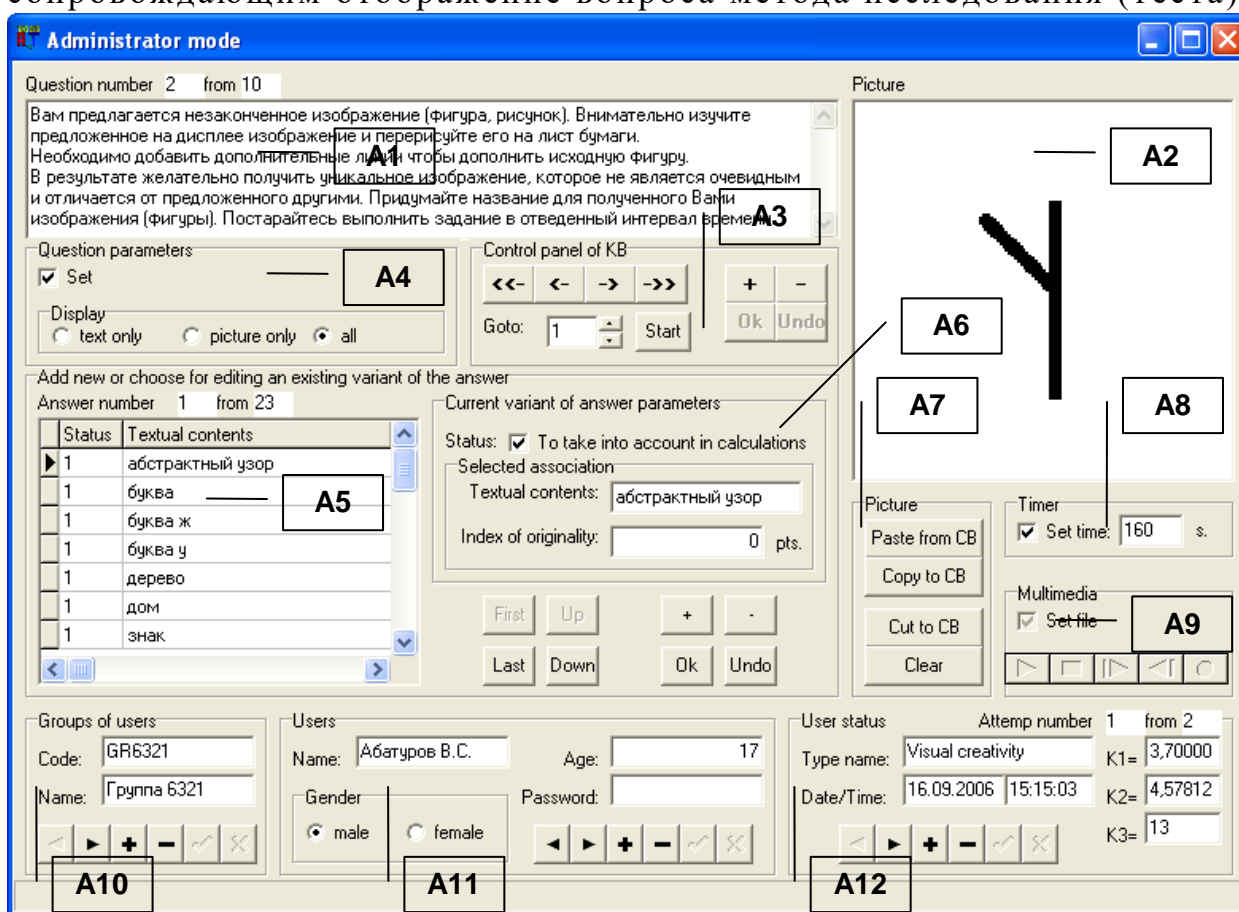 сопровождающим отображение вопроса метода исследования (теста)
Administrator mode
Question number 2 from 10
Вам предлагается незаконченное изображение (фигура, рисунок). Внимательно изучите
предложенное на дисплее изображение и перерисуйте его на лист бумаги.
Необходимо добавить дополнительные линии чтобы дополнить исходную фигуру.
В результате желательно получить уникальное изображение, которое не является очевидным
и отличается от предложенного другими. Придумайте название для полученного Вами
изображения (фигуры). Постарайтесь выполнить задание в отведенный интервал времени.
A1
A3
Picture
A2
Question parameters
Set
A4
Display
text only picture only all
Control panel of KB
<<- <- -> ->> + -
Goto: 1 Start Ok Undo
A6
A7
A8
Add new or choose for editing an existing variant of the answer
Answer number 1 from 23
Status Textual contents
1 абстрактный узор
1 буква
1 буква ж
1 буква у
1 дерево
1 дом
1 знак
A5
Current variant of answer parameters
Status: To take into account in calculations
Selected association
Textual contents: абстрактный узор
Index of originality: 0 pts.
First Up + -
Last Down Ok Undo
Picture
Paste from CB
Copy to CB
Cut to CB
Clear
Timer
Set time: 160 s.
Multimedia
Set file
A9
Groups of users
Code: GR6321
Name: Группа 6321
A10
Users
Name: Абатуров В.С. Age: 17
Gender Password:
male female
A11
User status Attemp number 1 from 2
Type name: Visual creativity K1= 3,70000
Date/Time: 16.09.2006 15:15:03 K2= 4,57812
K3= 13
A12